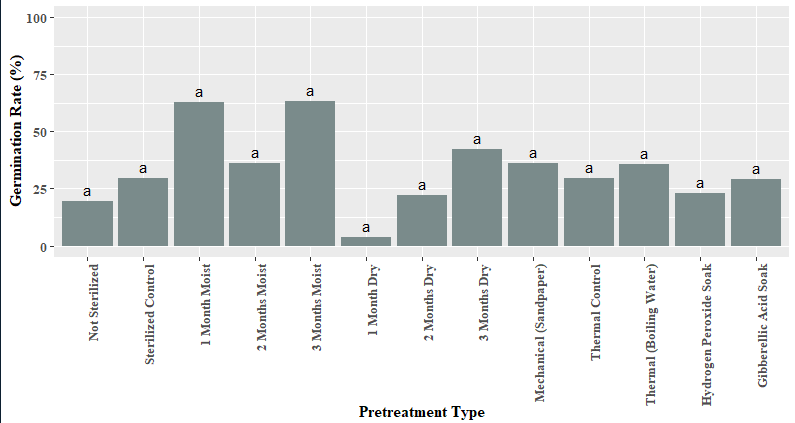 Germination Rate (%)
100
75
50
25
0
a
a
a
a
a
a
a
a
a
a
a
a
a
Not Sterilized
Sterilized Control
1 Month Moist
2 Months Moist
3 Months Moist
1 Month Dry
2 Months Dry
3 Months Dry
Mechanical (Sandpaper)
Thermal Control
Thermal (Boiling Water)
Hydrogen Peroxide Soak
Gibberellic Acid Soak
Pretreatment Type